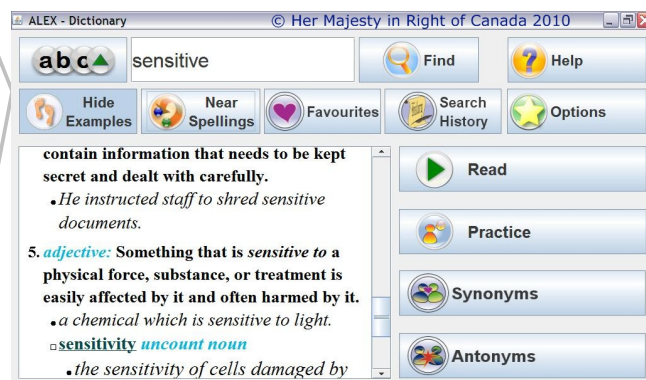 ALEX - Dictionary
© Her Majesty in Right of Canada 2010
abc
sensitive
Find
Help
Hide
Examples
Near
Spellings
Favourites
Search
History
Options
contain information that needs to be kept
secret and dealt with carefully.
• He instructed staff to shred sensitive
documents.
5. adjective: Something that is sensitive to a
physical force, substance, or treatment is
easily affected by it and often harmed by it.
• a chemical which is sensitive to light.
sensitivity uncount noun
• the sensitivity of cells damaged by
Read
Practice
Synonyms
Antonyms